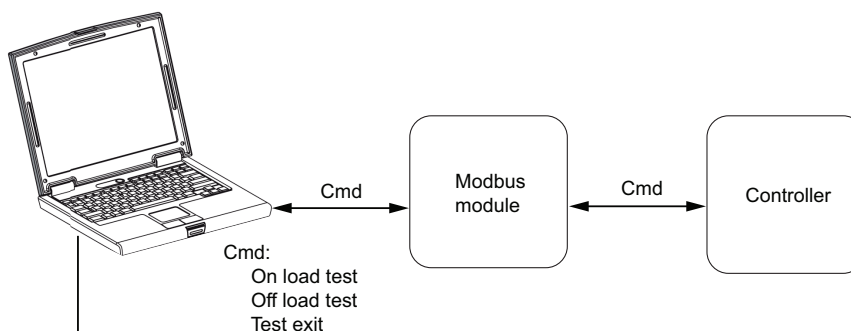 Cmd
Modbus
module
Cmd
Controller
Cmd:
On load test
Off load test
Test exit